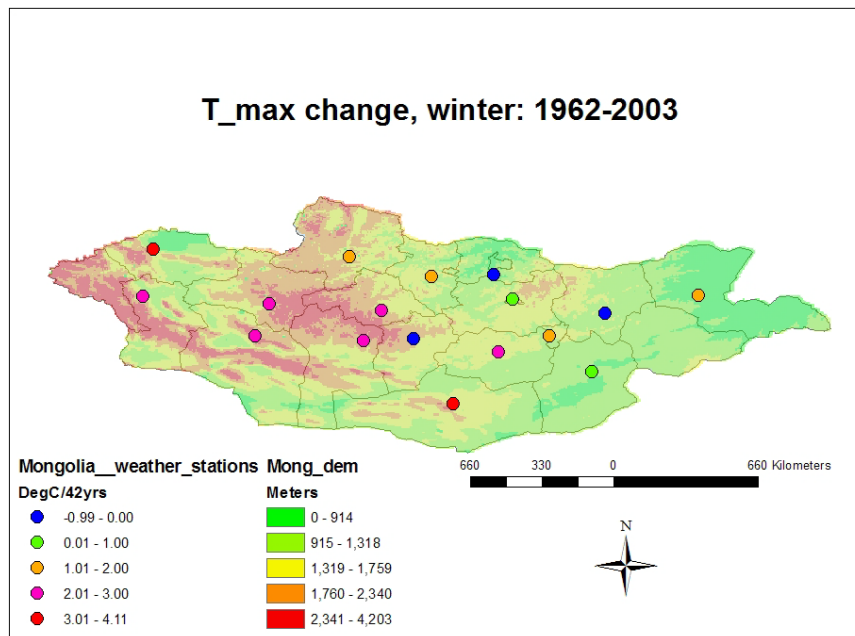 T_max change, winter: 1962-2003
Mongolia__weather_stations
DegC/42yrs
-0.99 - 0.00
0.01 - 1.00
1.01 - 2.00
2.01 - 3.00
3.01 - 4.11
Mong_dem
Meters
0 - 914
915 - 1,318
1,319 - 1,759
1,760 - 2,340
2,341 - 4,203
660 330 0 660 Kilometers
N